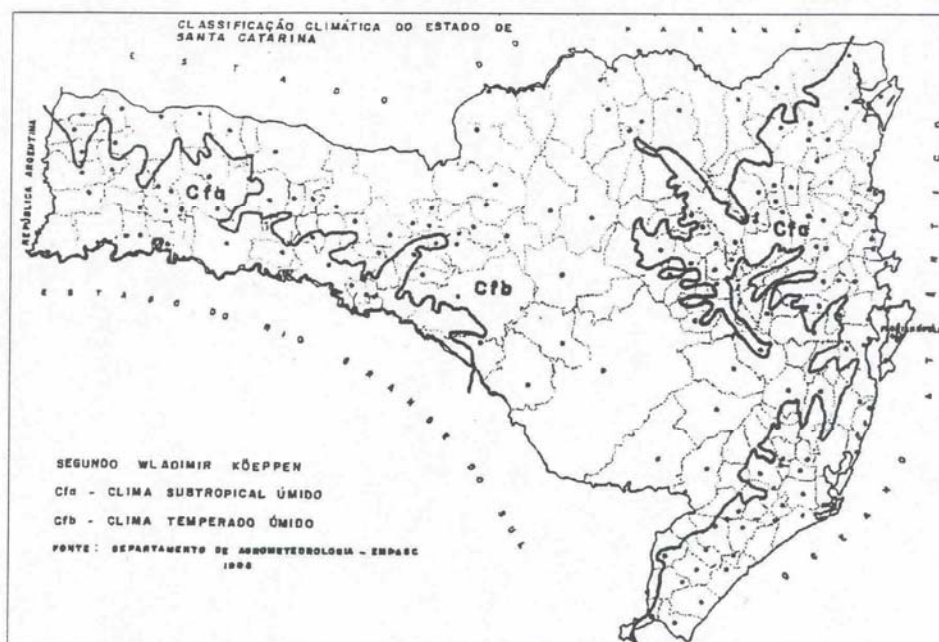 CLASSIFICAÇÃO CLIMÁTICA DO ESTADO DE
SANTA CATARINA
ESTADO DO
REPÚBLICA ARGENTINA
Cfa
Cfa
Cfb
ESTADO DO RIO GRANDE DO SUL
OCEANO ATLÂNTICO
SEGUNDO WLADIMIR KÖEPPEN
Cfa - CLIMA SUBTROPICAL ÚMIDO
Cfb - CLIMA TEMPERADO ÚMIDO
FONTE: DEPARTAMENTO DE AGROMETEOROLOGIA - EMPASC